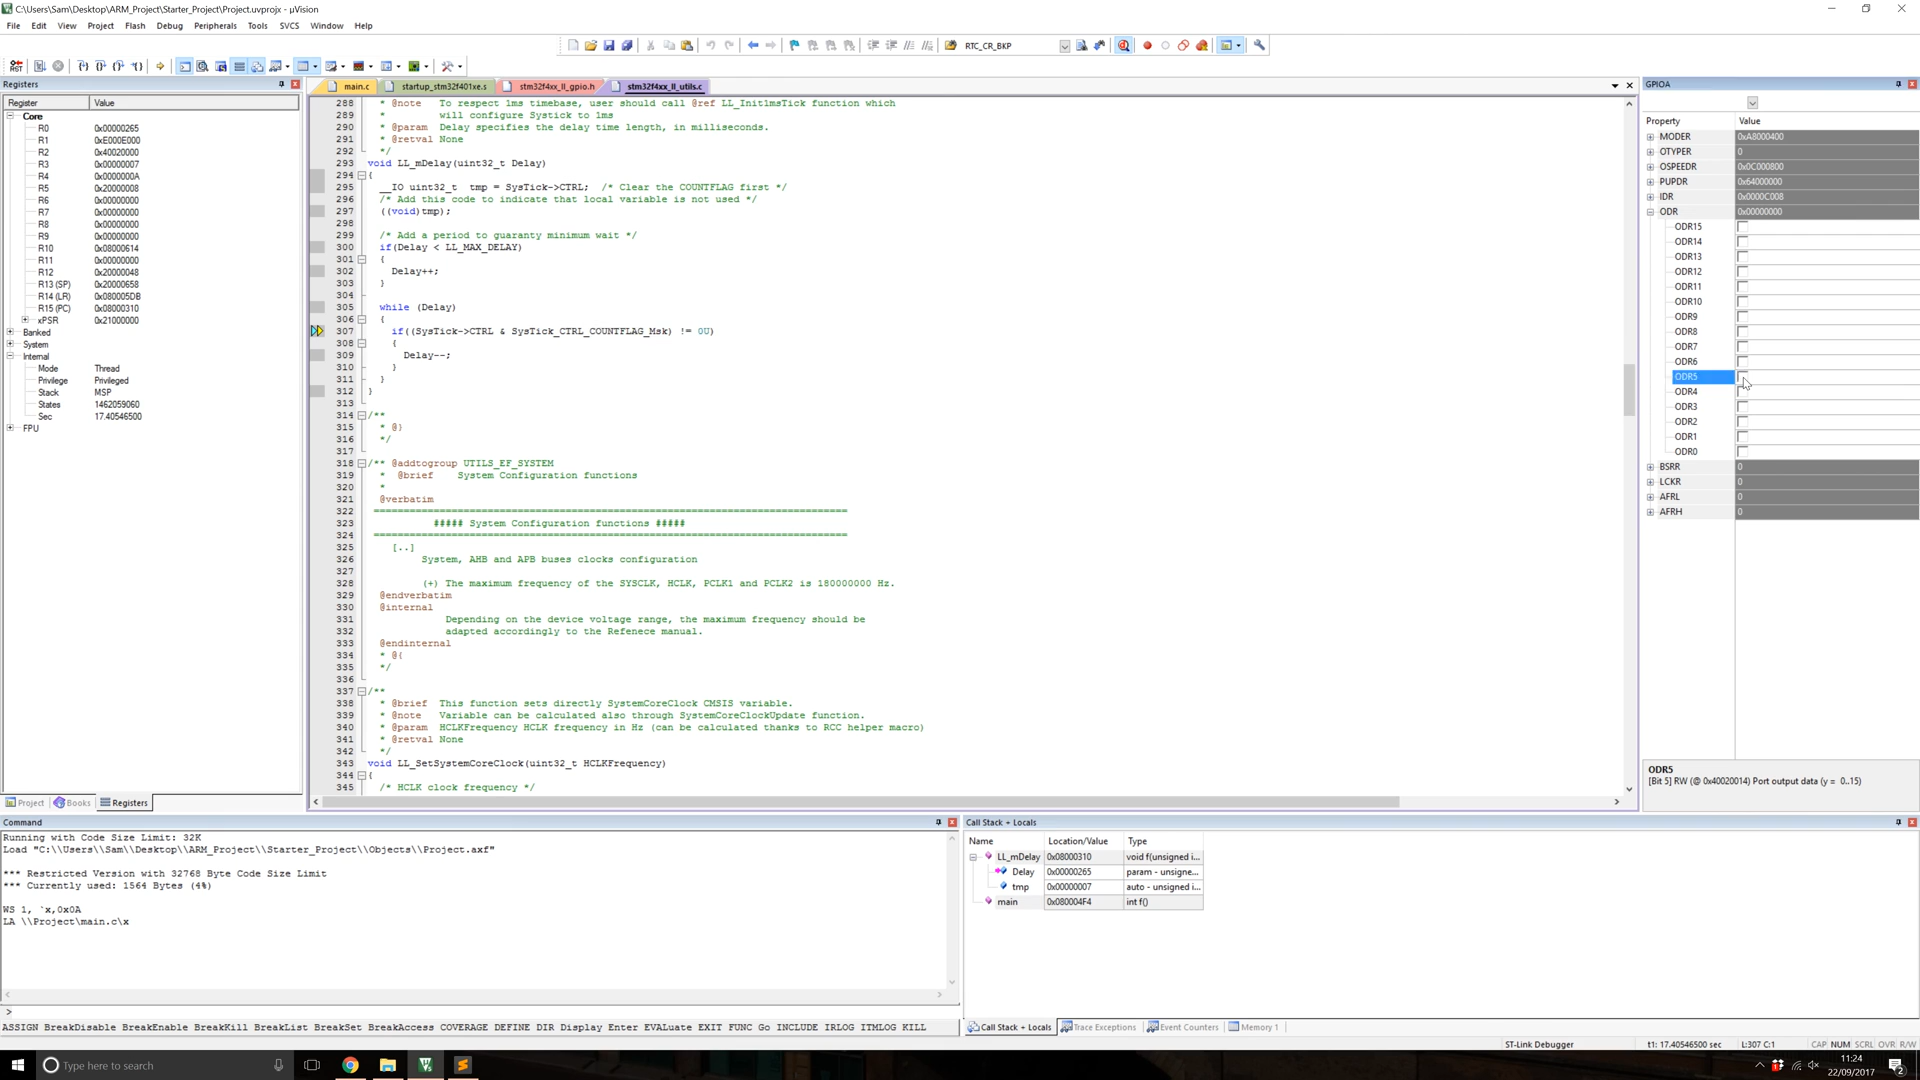 C:\Users\Sam\Desktop\ARM_Project\Starter_Project\Project.uvprojx - µVision
File Edit View Project Flash Debug Peripherals Tools SVCS Window Help
RTC_CR_BKP
RST
Registers
Register Value
Core
R0 0x00000265
R1 0xE000E000
R2 0x40020000
R3 0x00000007
R4 0x0000000A
R5 0x20000008
R6 0x00000000
R7 0x00000000
R8 0x00000000
R9 0x00000000
R10 0x08000614
R11 0x00000000
R12 0x20000048
R13 (SP) 0x20000658
R14 (LR) 0x080005DB
R15 (PC) 0x08000310
xPSR 0x21000000
Banked
System
Internal
Mode Thread
Privilege Privileged
Stack MSP
States 1462059060
Sec 17.40546500
FPU
Project Books Registers
main.c startup_stm32f401xe.s stm32f4xx_ll_gpio.h stm32f4xx_ll_utils.c
288 * @note To respect 1ms timebase, user should call @ref LL_Init1msTick function which
289 * will configure Systick to 1ms
290 * @param Delay specifies the delay time length, in milliseconds.
291 * @retval None
292 */
293 void LL_mDelay(uint32_t Delay)
294 {
295 __IO uint32_t tmp = SysTick->CTRL; /* Clear the COUNTFLAG first */
296 /* Add this code to indicate that local variable is not used */
297 ((void)tmp);
298
299 /* Add a period to guaranty minimum wait */
300 if(Delay < LL_MAX_DELAY)
301 {
302 Delay++;
303 }
304
305 while (Delay)
306 {
307 if((SysTick->CTRL & SysTick_CTRL_COUNTFLAG_Msk) != 0U)
308 {
309 Delay--;
310 }
311 }
312 }
313
314 /**
315 * @}
316 */
317
318 /** @addtogroup UTILS_EF_SYSTEM
319 * @brief System Configuration functions
320 *
321 @verbatim
322 ===============================================================================
323 ##### System Configuration functions #####
324 ===============================================================================
325 [..]
326 System, AHB and APB buses clocks configuration
327
328 (+) The maximum frequency of the SYSCLK, HCLK, PCLK1 and PCLK2 is 180000000 Hz.
329 @endverbatim
330 @internal
331 Depending on the device voltage range, the maximum frequency should be
332 adapted accordingly to the Refenece manual.
333 @endinternal
334 * @{
335 */
336
337 /**
338 * @brief This function sets directly SystemCoreClock CMSIS variable.
339 * @note Variable can be calculated also through SystemCoreClockUpdate function.
340 * @param HCLKFrequency HCLK frequency in Hz (can be calculated thanks to RCC helper macro)
341 * @retval None
342 */
343 void LL_SetSystemCoreClock(uint32_t HCLKFrequency)
344 {
345 /* HCLK clock frequency */
GPIOA
Property Value
MODER 0xA8000400
OTYPER 0
OSPEEDR 0x0C000800
PUPDR 0x64000000
IDR 0x0000C008
ODR 0x00000000
ODR15
ODR14
ODR13
ODR12
ODR11
ODR10
ODR9
ODR8
ODR7
ODR6
ODR5
ODR4
ODR3
ODR2
ODR1
ODR0
BSRR 0
LCKR 0
AFRL 0
AFRH 0
ODR5
[Bit 5] RW (@ 0x40020014) Port output data (y = 0..15)
Command
Running with Code Size Limit: 32K
Load "C:\\Users\\Sam\\Desktop\\ARM_Project\\Starter_Project\\Objects\\Project.axf"
*** Restricted Version with 32768 Byte Code Size Limit
*** Currently used: 1564 Bytes (4%)
WS 1, `x,0x0A
LA \\Project\main.c\x
>
ASSIGN BreakDisable BreakEnable BreakKill BreakList BreakSet BreakAccess COVERAGE DEFINE DIR Display Enter EVALuate EXIT FUNC Go INCLUDE IRLOG ITMLOG KILL
Call Stack + Locals
Name Location/Value Type
LL_mDelay 0x08000310 void f(unsigned i...
Delay 0x00000265 param - unsigne...
tmp 0x00000007 auto - unsigned i...
main 0x080004F4 int f()
Call Stack + Locals Trace Exceptions Event Counters Memory 1
ST-Link Debugger t1: 17.40546500 sec L:307 C:1 CAP NUM SCRL OVR R/W
Type here to search
11:24
22/09/2017
2